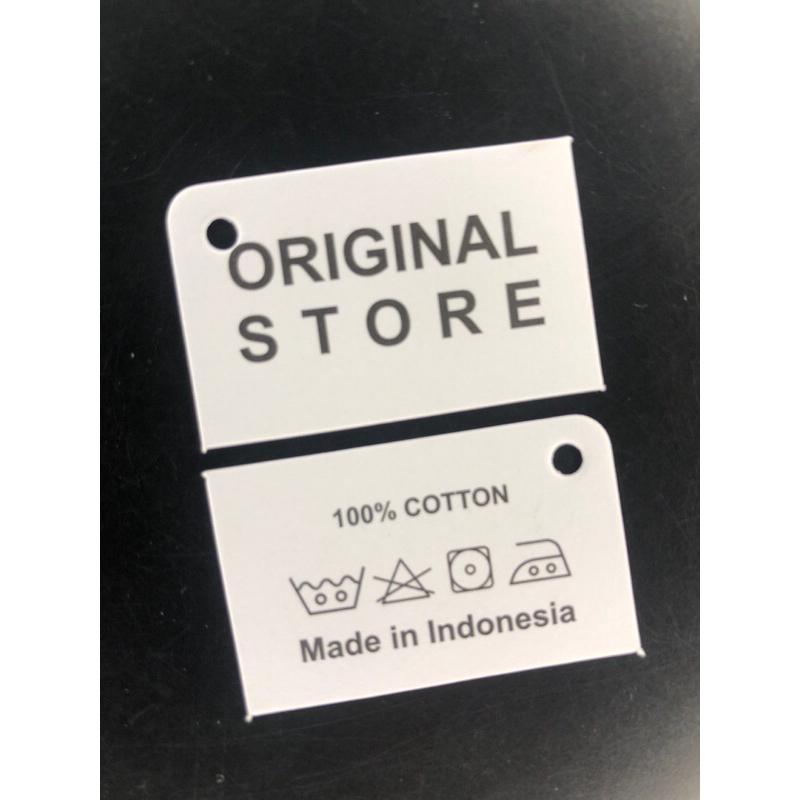 ORIGINAL
STORE
100% COTTON
Made in Indonesia